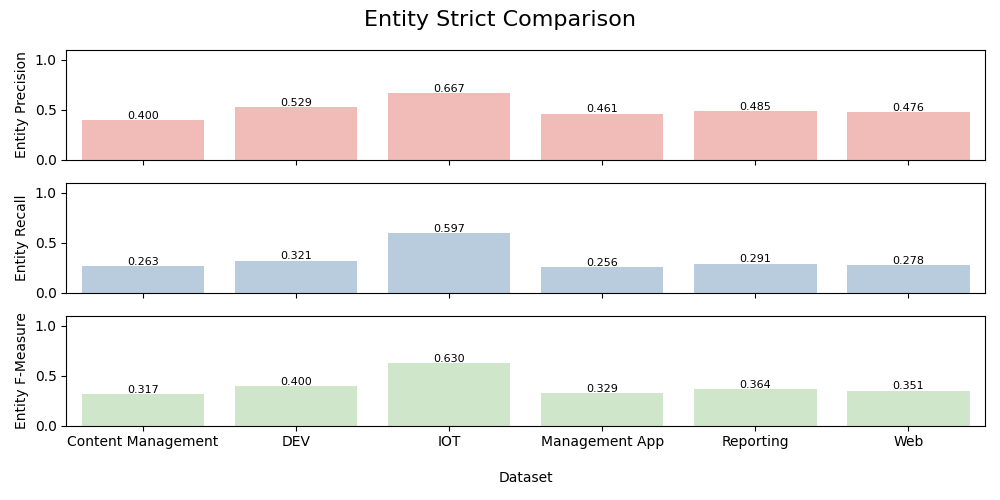 Entity Strict Comparison
Entity Precision
1.0
0.5
0.0
0.400
0.529
0.667
0.461
0.485
0.476
Entity Recall
1.0
0.5
0.0
0.263
0.321
0.597
0.256
0.291
0.278
Entity F-Measure
1.0
0.5
0.0
0.317
0.400
0.630
0.329
0.364
0.351
Content Management
DEV
IOT
Management App
Reporting
Web
Dataset